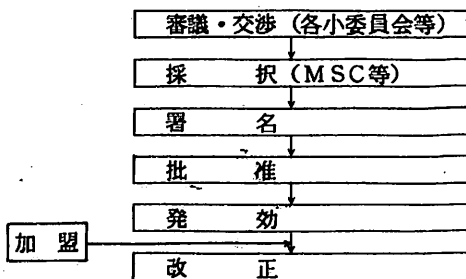 審議・交渉（各小委員会等）
採　　択（MSC等）
署　　名
批　　准
発　　効
加　盟
改　　正